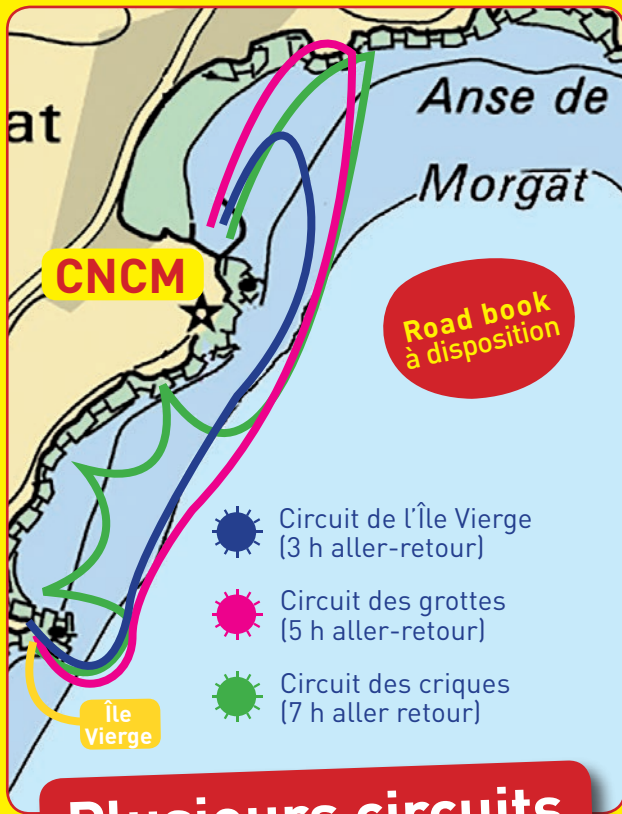 Anse de
at
Morgat
CNCM
Road book
à disposition
Circuit de l'Île Vierge
(3 h aller-retour)
Circuit des grottes
(5 h aller-retour)
Circuit des criques
(7 h aller retour)
Île
Vierge
Plusieurs circuits